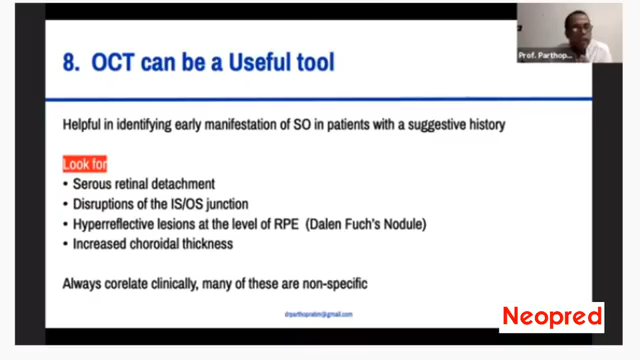 Prof. Parthop...
8. OCT can be a Useful tool
Helpful in identifying early manifestation of SO in patients with a suggestive history
Look for
• Serous retinal detachment
• Disruptions of the IS/OS junction
• Hyperreflective lesions at the level of RPE (Dalen Fuch's Nodule)
• Increased choroidal thickness
Always corelate clinically, many of these are non-specific
drparthopratim@gmail.com
Neopred